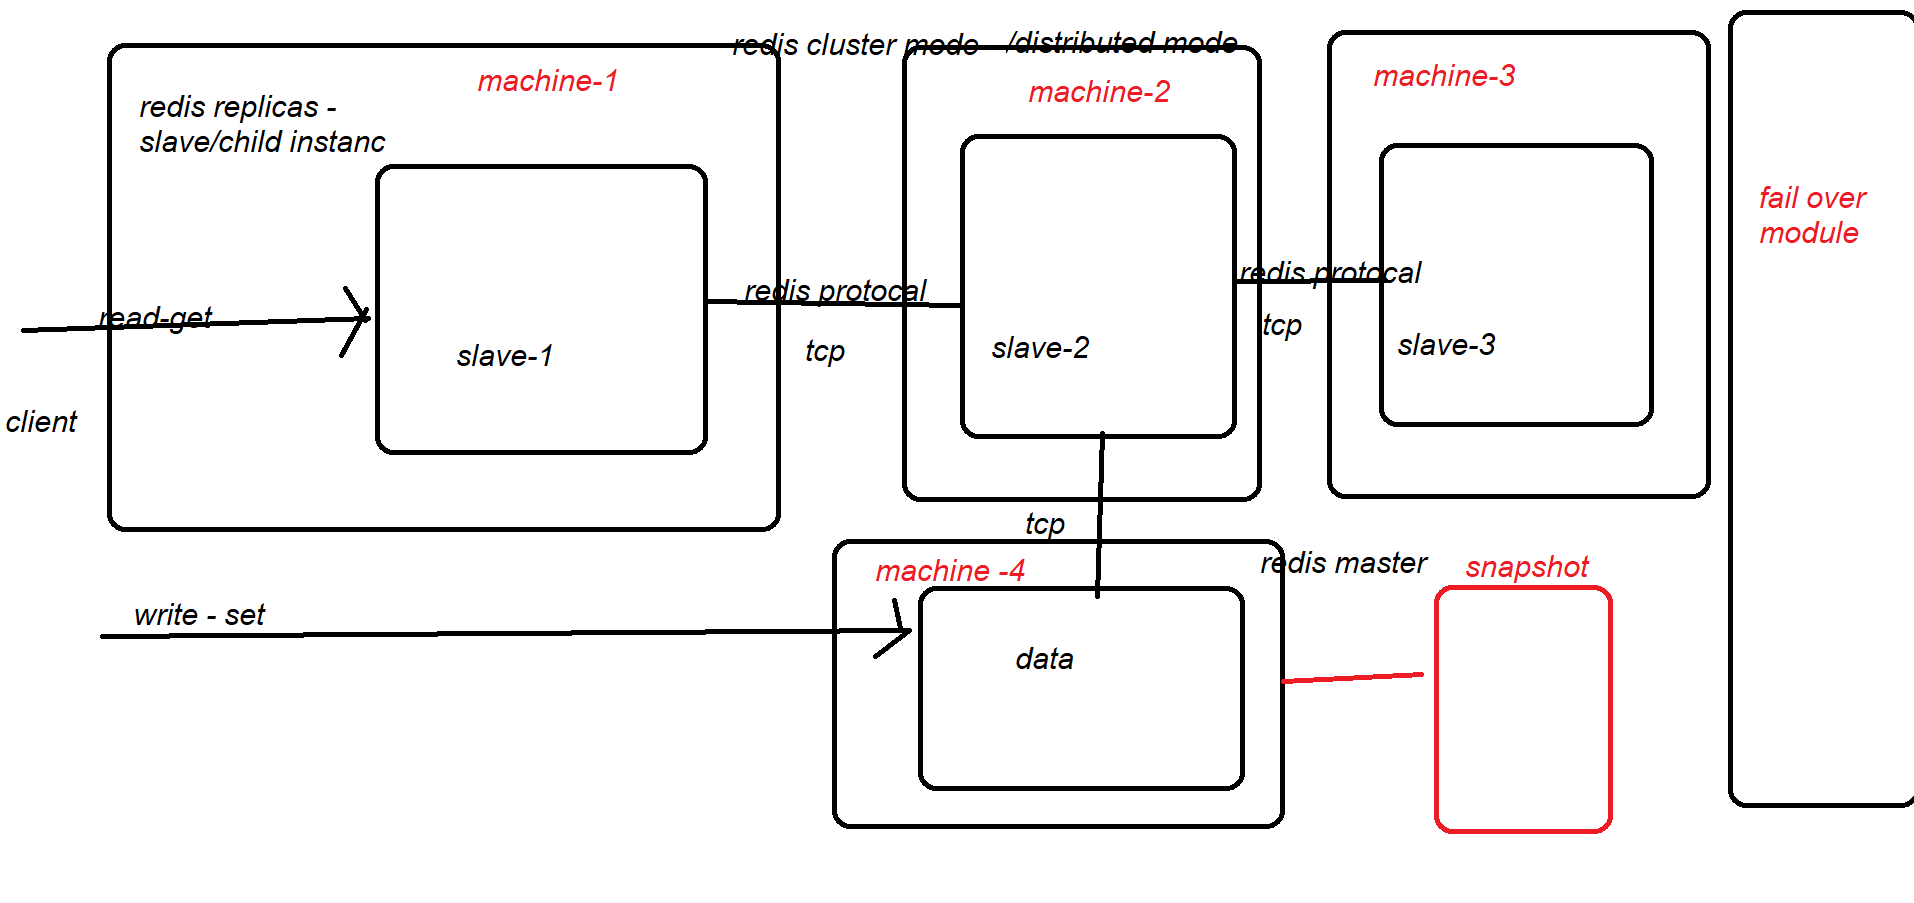 redis cluster mode /distributed mode
machine-1
redis replicas -
slave/child instanc
machine-2
machine-3
fail over
module
read-get
client
slave-1
redis protocal
tcp
slave-2
redis protocal
tcp
slave-3
tcp
machine -4
redis master
snapshot
write - set
data